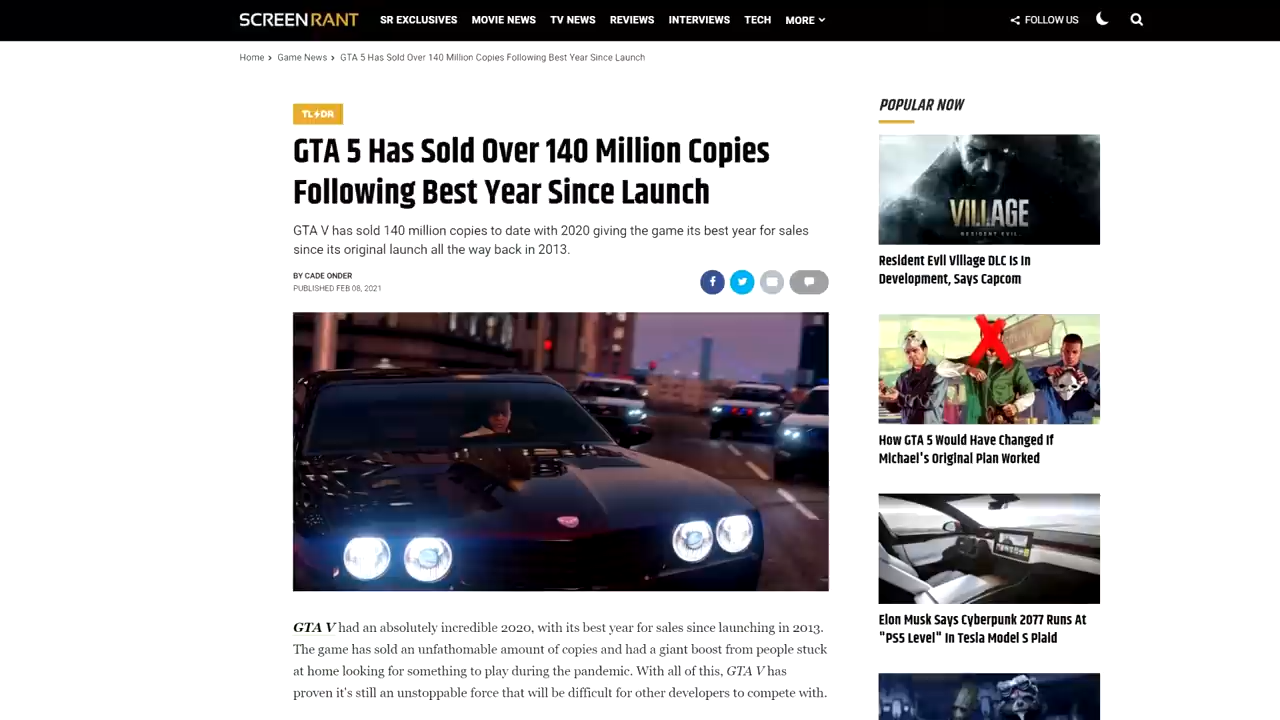 SCREENRANT SR EXCLUSIVES MOVIE NEWS TV NEWS REVIEWS INTERVIEWS TECH MORE FOLLOW US
Home › Game News › GTA 5 Has Sold Over 140 Million Copies Following Best Year Since Launch
TL DR
GTA 5 Has Sold Over 140 Million Copies
Following Best Year Since Launch
GTA V has sold 140 million copies to date with 2020 giving the game its best year for sales
since its original launch all the way back in 2013.
BY CADE ONDER
PUBLISHED FEB 08, 2021
GTA V had an absolutely incredible 2020, with its best year for sales since launching in 2013.
The game has sold an unfathomable amount of copies and had a giant boost from people stuck
at home looking for something to play during the pandemic. With all of this, GTA V has
proven it's still an unstoppable force that will be difficult for other developers to compete with.
POPULAR NOW
VILLAGE
RESIDENT EVIL
Resident Evil Village DLC Is In
Development, Says Capcom
How GTA 5 Would Have Changed If
Michael's Original Plan Worked
Elon Musk Says Cyberpunk 2077 Runs At
"PS5 Level" In Tesla Model S Plaid